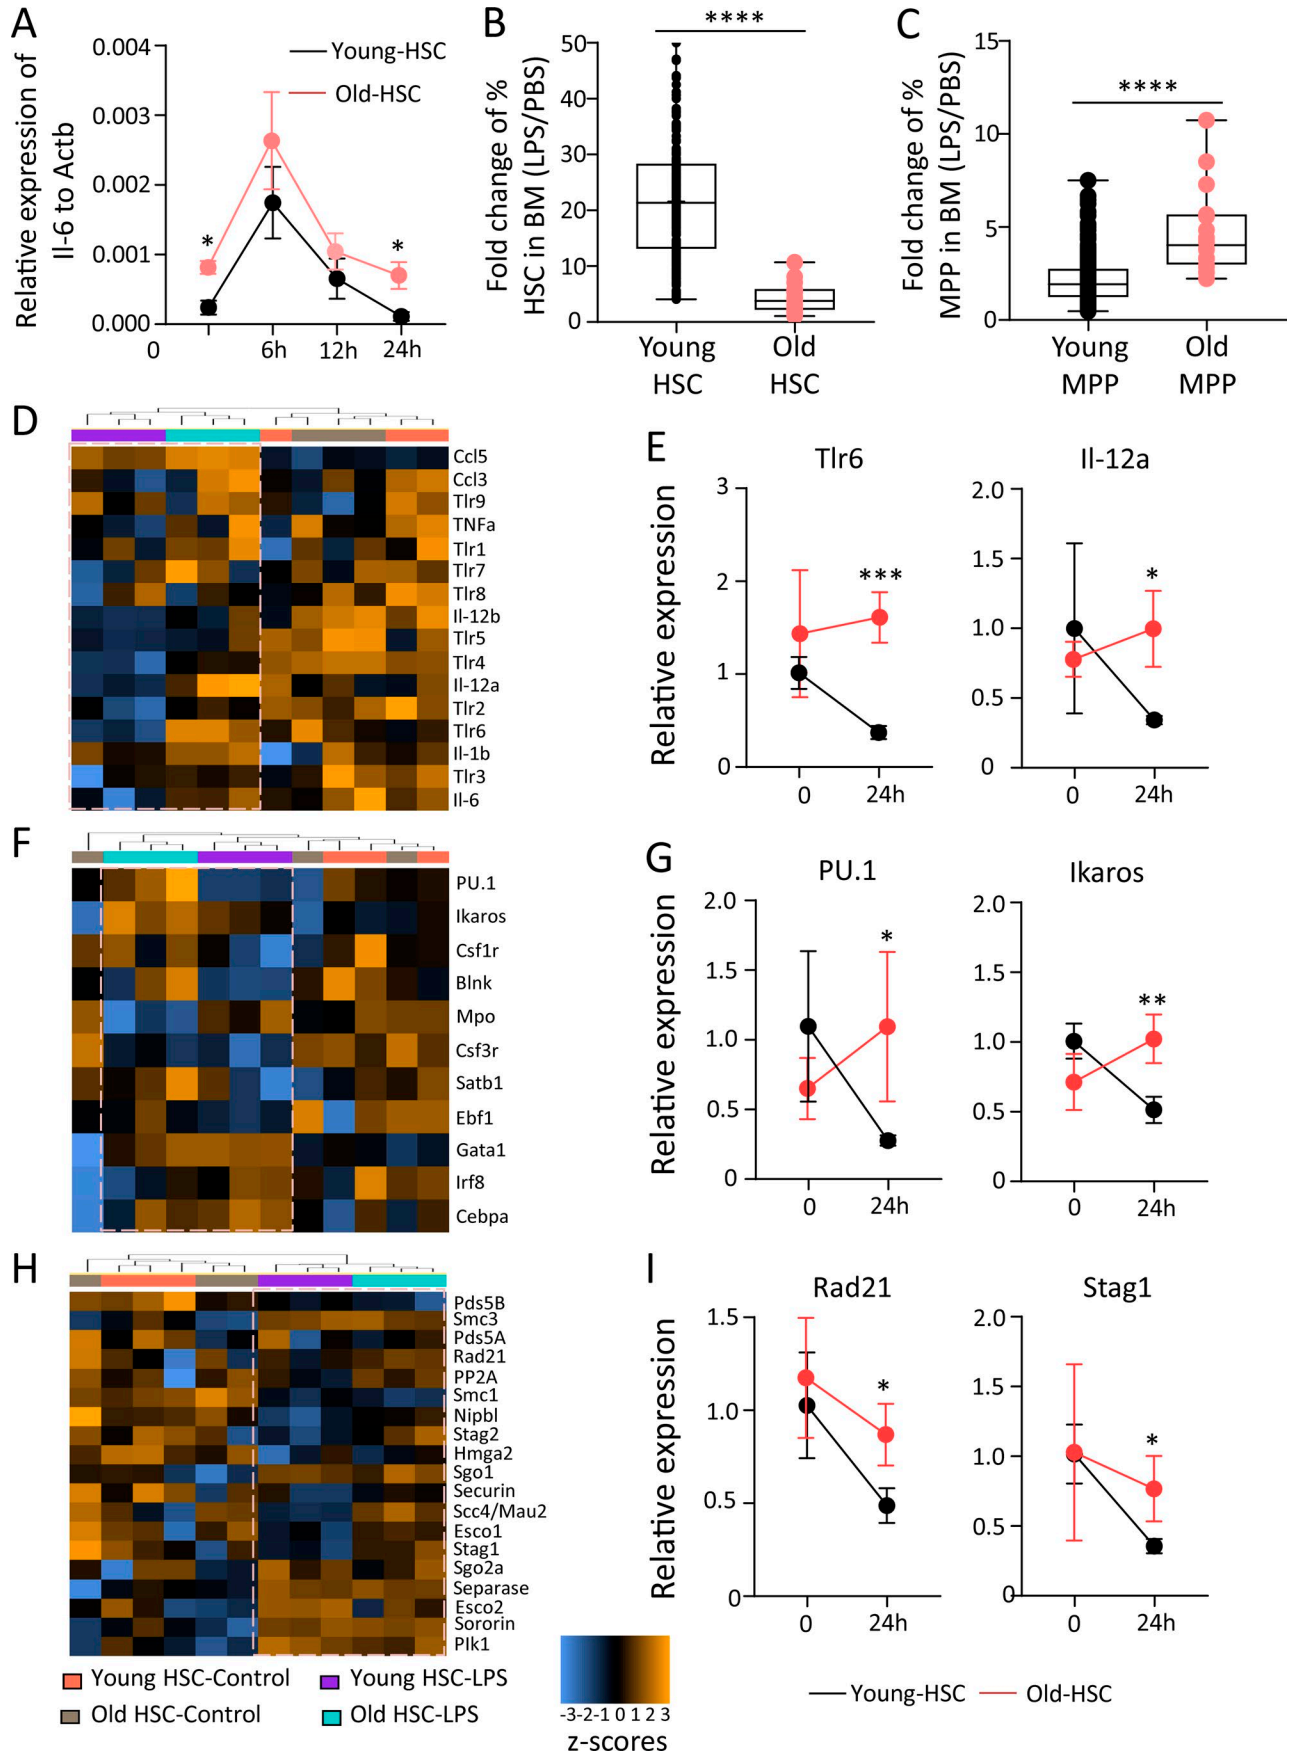 A
Relative expression of
Il-6 to Actb
0.004
0.003
0.002
0.001
0.000
0
6h
12h
24h
Young-HSC
Old-HSC
*
*
B
Fold change of %
HSC in BM (LPS/PBS)
50
40
30
20
10
0
****
Young
HSC
Old
HSC
C
Fold change of %
MPP in BM (LPS/PBS)
15
10
5
0
****
Young
MPP
Old
MPP
D
Ccl5
Ccl3
Tlr9
TNFa
Tlr1
Tlr7
Tlr8
Il-12b
Tlr5
Tlr4
Il-12a
Tlr2
Tlr6
Il-1b
Tlr3
Il-6
E
Relative expression
Tlr6
3
2
1
0
***
0
24h
Il-12a
2.0
1.5
1.0
0.5
0
*
0
24h
F
PU.1
Ikaros
Csf1r
Blnk
Mpo
Csf3r
Satb1
Ebf1
Gata1
Irf8
Cebpa
G
Relative expression
PU.1
2.0
1.5
1.0
0.5
0
*
0
24h
Ikaros
2.0
1.5
1.0
0.5
0
**
0
24h
H
Pds5B
Smc3
Pds5A
Rad21
PP2A
Smc1
Nipbl
Stag2
Hmga2
Sgo1
Securin
Scc4/Mau2
Esco1
Stag1
Sgo2a
Separase
Esco2
Sororin
Plk1
I
Relative expression
Rad21
1.5
1.0
0.5
0
*
0
24h
Stag1
2.0
1.5
1.0
0.5
0
*
0
24h
Young HSC-Control
Young HSC-LPS
Old HSC-Control
Old HSC-LPS
-3-2-1 0 1 2 3
z-scores
Young-HSC
Old-HSC